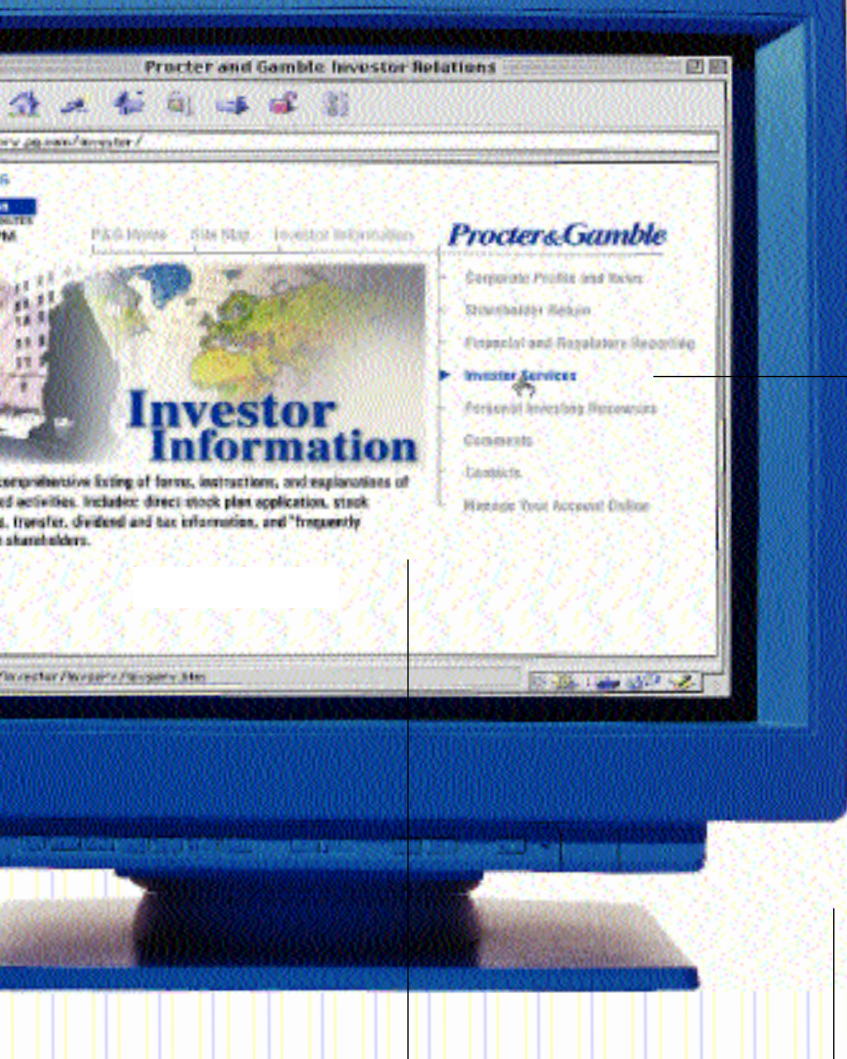 Procter and Gamble Investor Relations
/investor/
P&G Home Site Map Investor Information
Procter&Gamble
Corporate Profile and News
Shareholder Return
Financial and Regulatory Reporting
Investor Services
Personal Investing Resources
Comments
Contacts
Manage Your Account Online
Investor
Information
comprehensive listing of forms, instructions, and explanations of
ed activities. Includes: direct stock plan application, stock
s, transfer, dividend and tax information, and "frequently
shareholders.